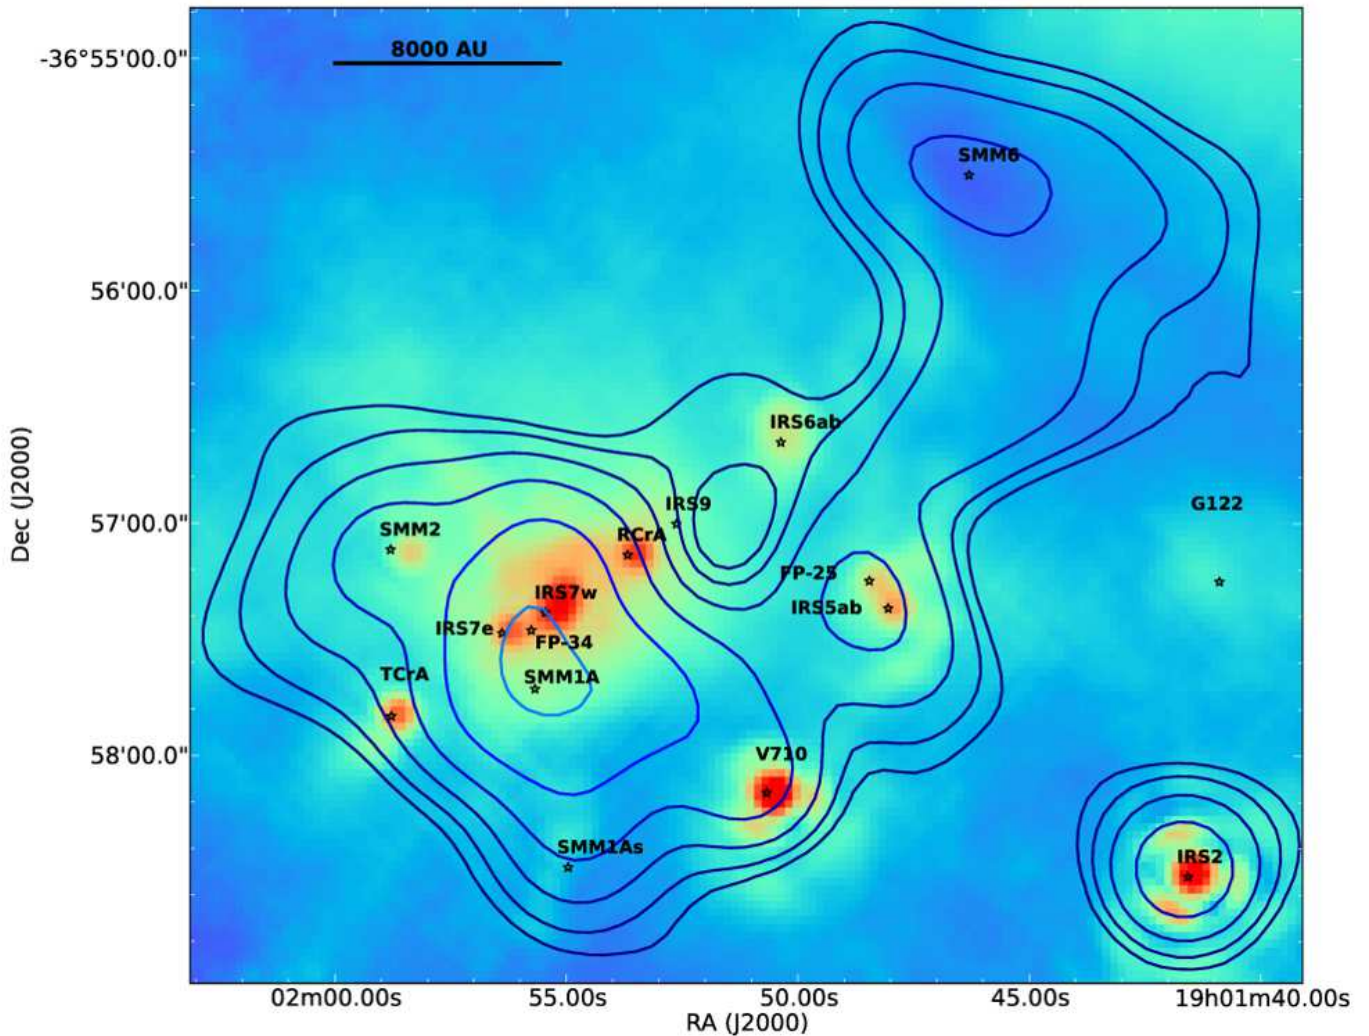 8000 AU
-36°55'00.0"
SMM6
56'00.0"
IRS6ab
IRS9
G122
57'00.0"
SMM2
RCrA
FP-25
IRS7w
IRS5ab
IRS7e
FP-34
TCrA
SMM1A
58'00.0"
V710
SMM1As
IRS2
Dec (J2000)
02m00.00s 55.00s 50.00s 45.00s 19h01m40.00s
RA (J2000)